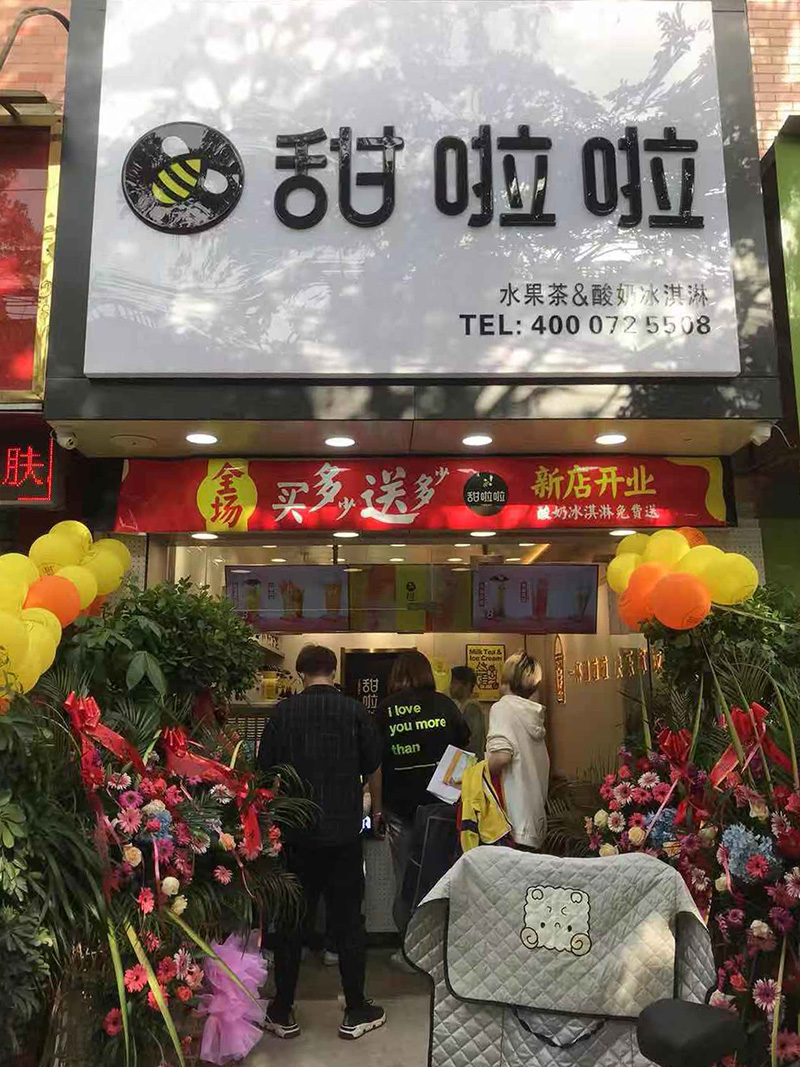 甜啦啦
水果茶&酸奶冰淇淋
TEL: 400 072 5508
肤
全场
买多少送多少
甜啦啦
新店开业
酸奶冰淇淋免费送
Milk Tea &
Ice Cream
甜
啦
i love
you more
than